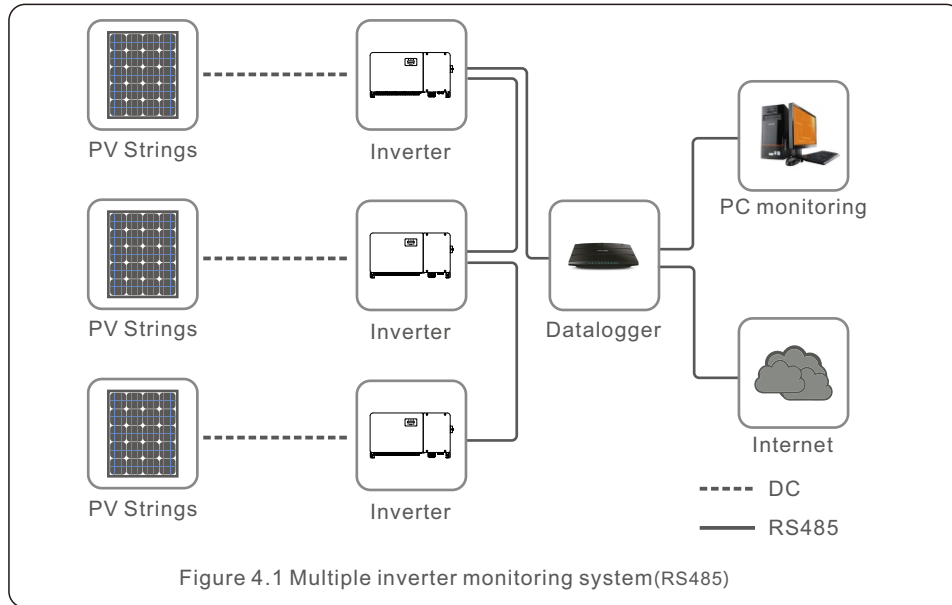 PV Strings
Inverter
PC monitoring
PV Strings
Inverter
Datalogger
Internet
PV Strings
Inverter
DC
RS485
Figure 4.1 Multiple inverter monitoring system(RS485)